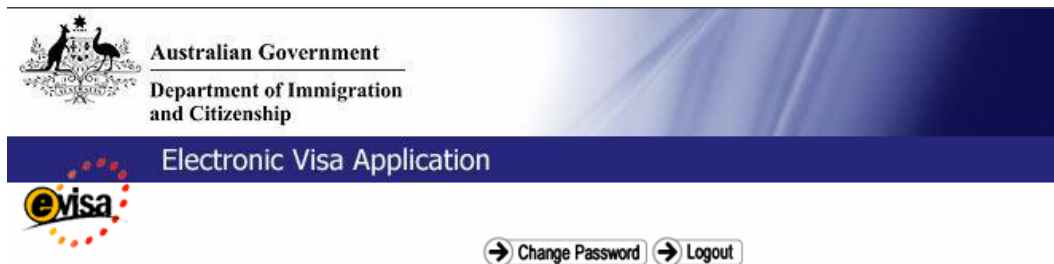 Australian Government
Department of Immigration
and Citizenship
Electronic Visa Application
evisa
Change Password Logout